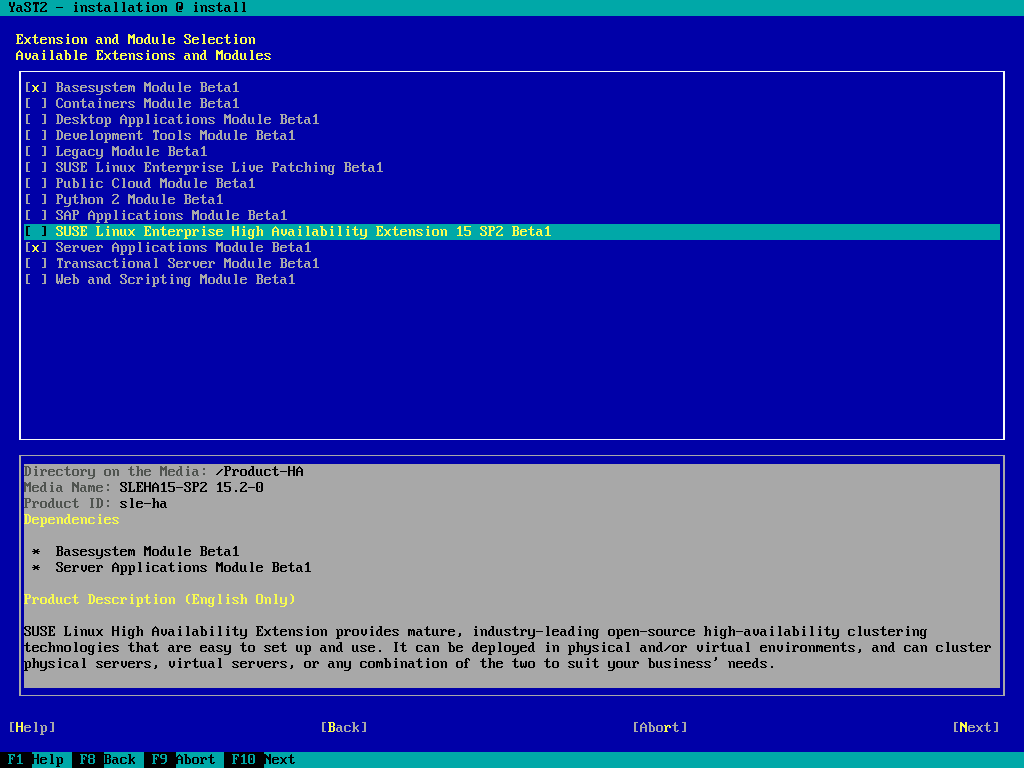 YaST2 - installation @ install
Extension and Module Selection
Available Extensions and Modules
[x] Basesystem Module Beta1
[ ] Containers Module Beta1
[ ] Desktop Applications Module Beta1
[ ] Development Tools Module Beta1
[ ] Legacy Module Beta1
[ ] SUSE Linux Enterprise Live Patching Beta1
[ ] Public Cloud Module Beta1
[ ] Python 2 Module Beta1
[ ] SAP Applications Module Beta1
[ ] SUSE Linux Enterprise High Availability Extension 15 SP2 Beta1
[x] Server Applications Module Beta1
[ ] Transactional Server Module Beta1
[ ] Web and Scripting Module Beta1
Directory on the Media: /Product-HA
Media Name: SLEHA15-SP2 15.2-0
Product ID: sle-ha
Dependencies
* Basesystem Module Beta1
* Server Applications Module Beta1
Product Description (English Only)
SUSE Linux High Availability Extension provides mature, industry-leading open-source high-availability clustering
technologies that are easy to set up and use. It can be deployed in physical and/or virtual environments, and can cluster
physical servers, virtual servers, or any combination of the two to suit your business' needs.
[Help] [Back] [Abort] [Next]
F1 Help F8 Back F9 Abort F10 Next